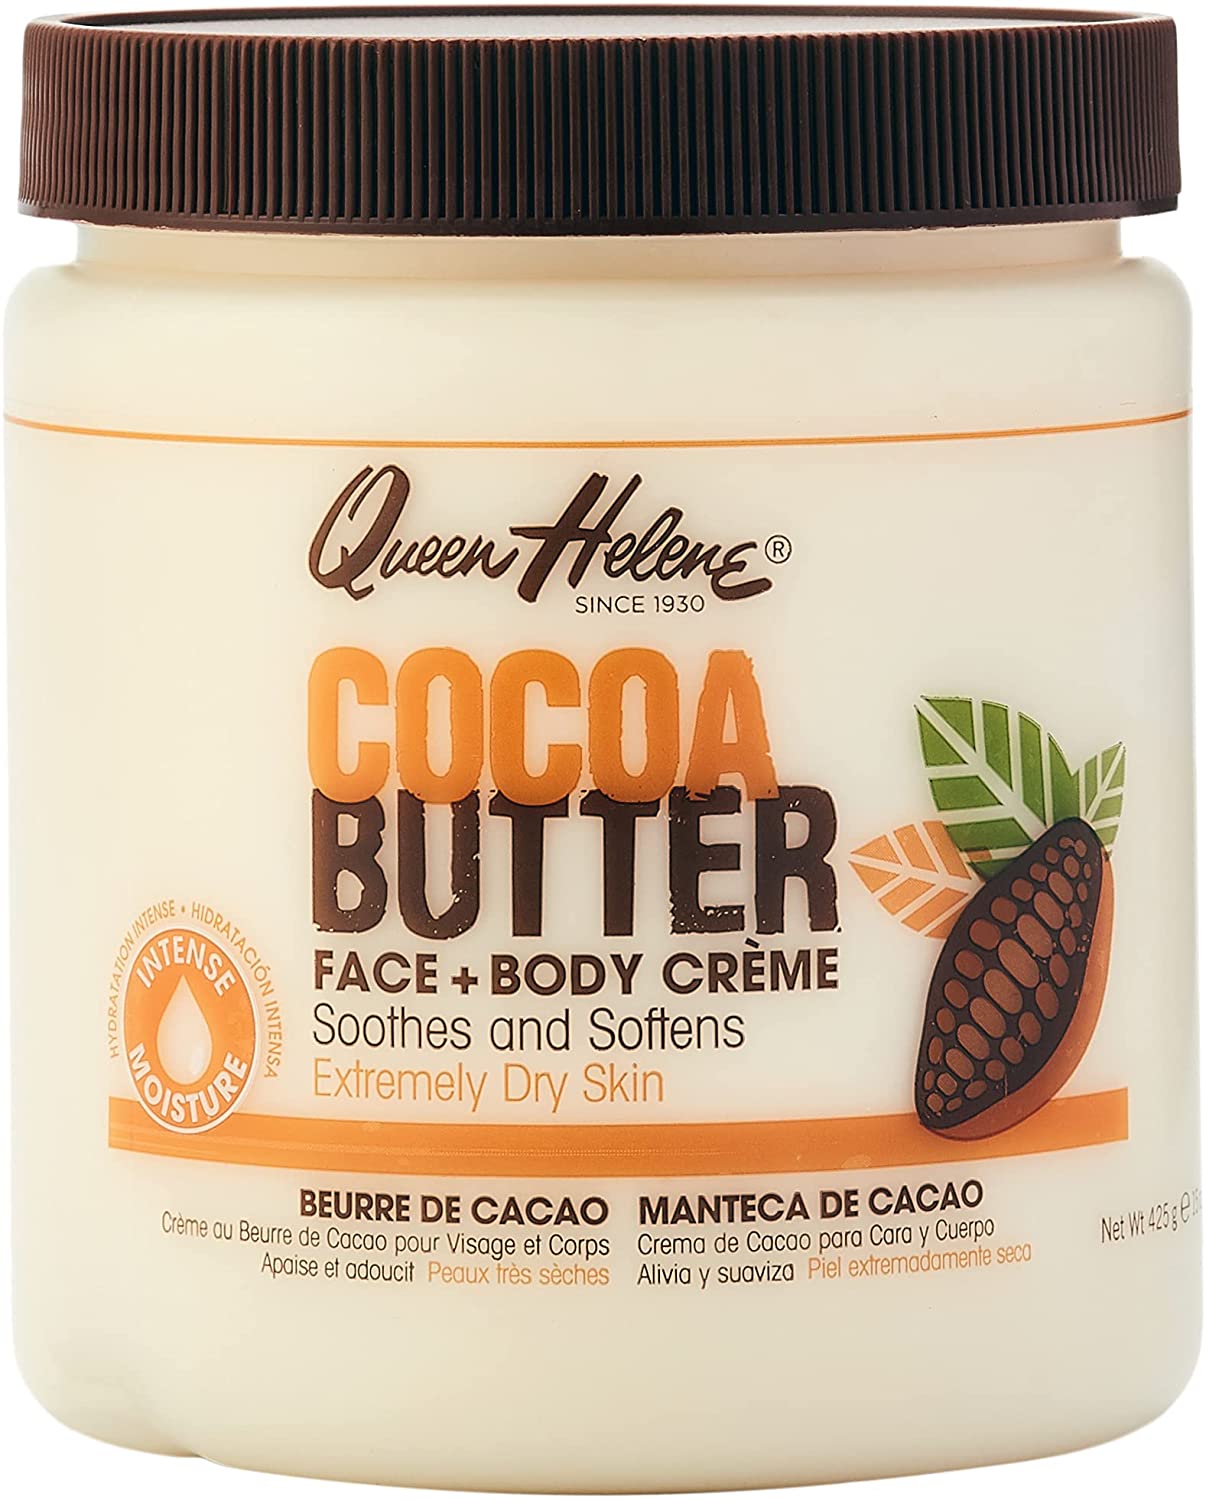 Queen Helene®
SINCE 1930
COCOA
BUTTER
FACE + BODY CRÈME
Soothes and Softens
Extremely Dry Skin
HYDRATATION INTENSE • HIDRATACIÓN INTENSA
INTENSE
MOISTURE
BEURRE DE CACAO
Crème au Beurre de Cacao pour Visage et Corps
Apaise et adoucit Peaux très sèches
MANTECA DE CACAO
Crema de Cacao para Cara y Cuerpo
Alivia y suaviza Piel extremadamente seca
Net Wt 425 g ℮ 15